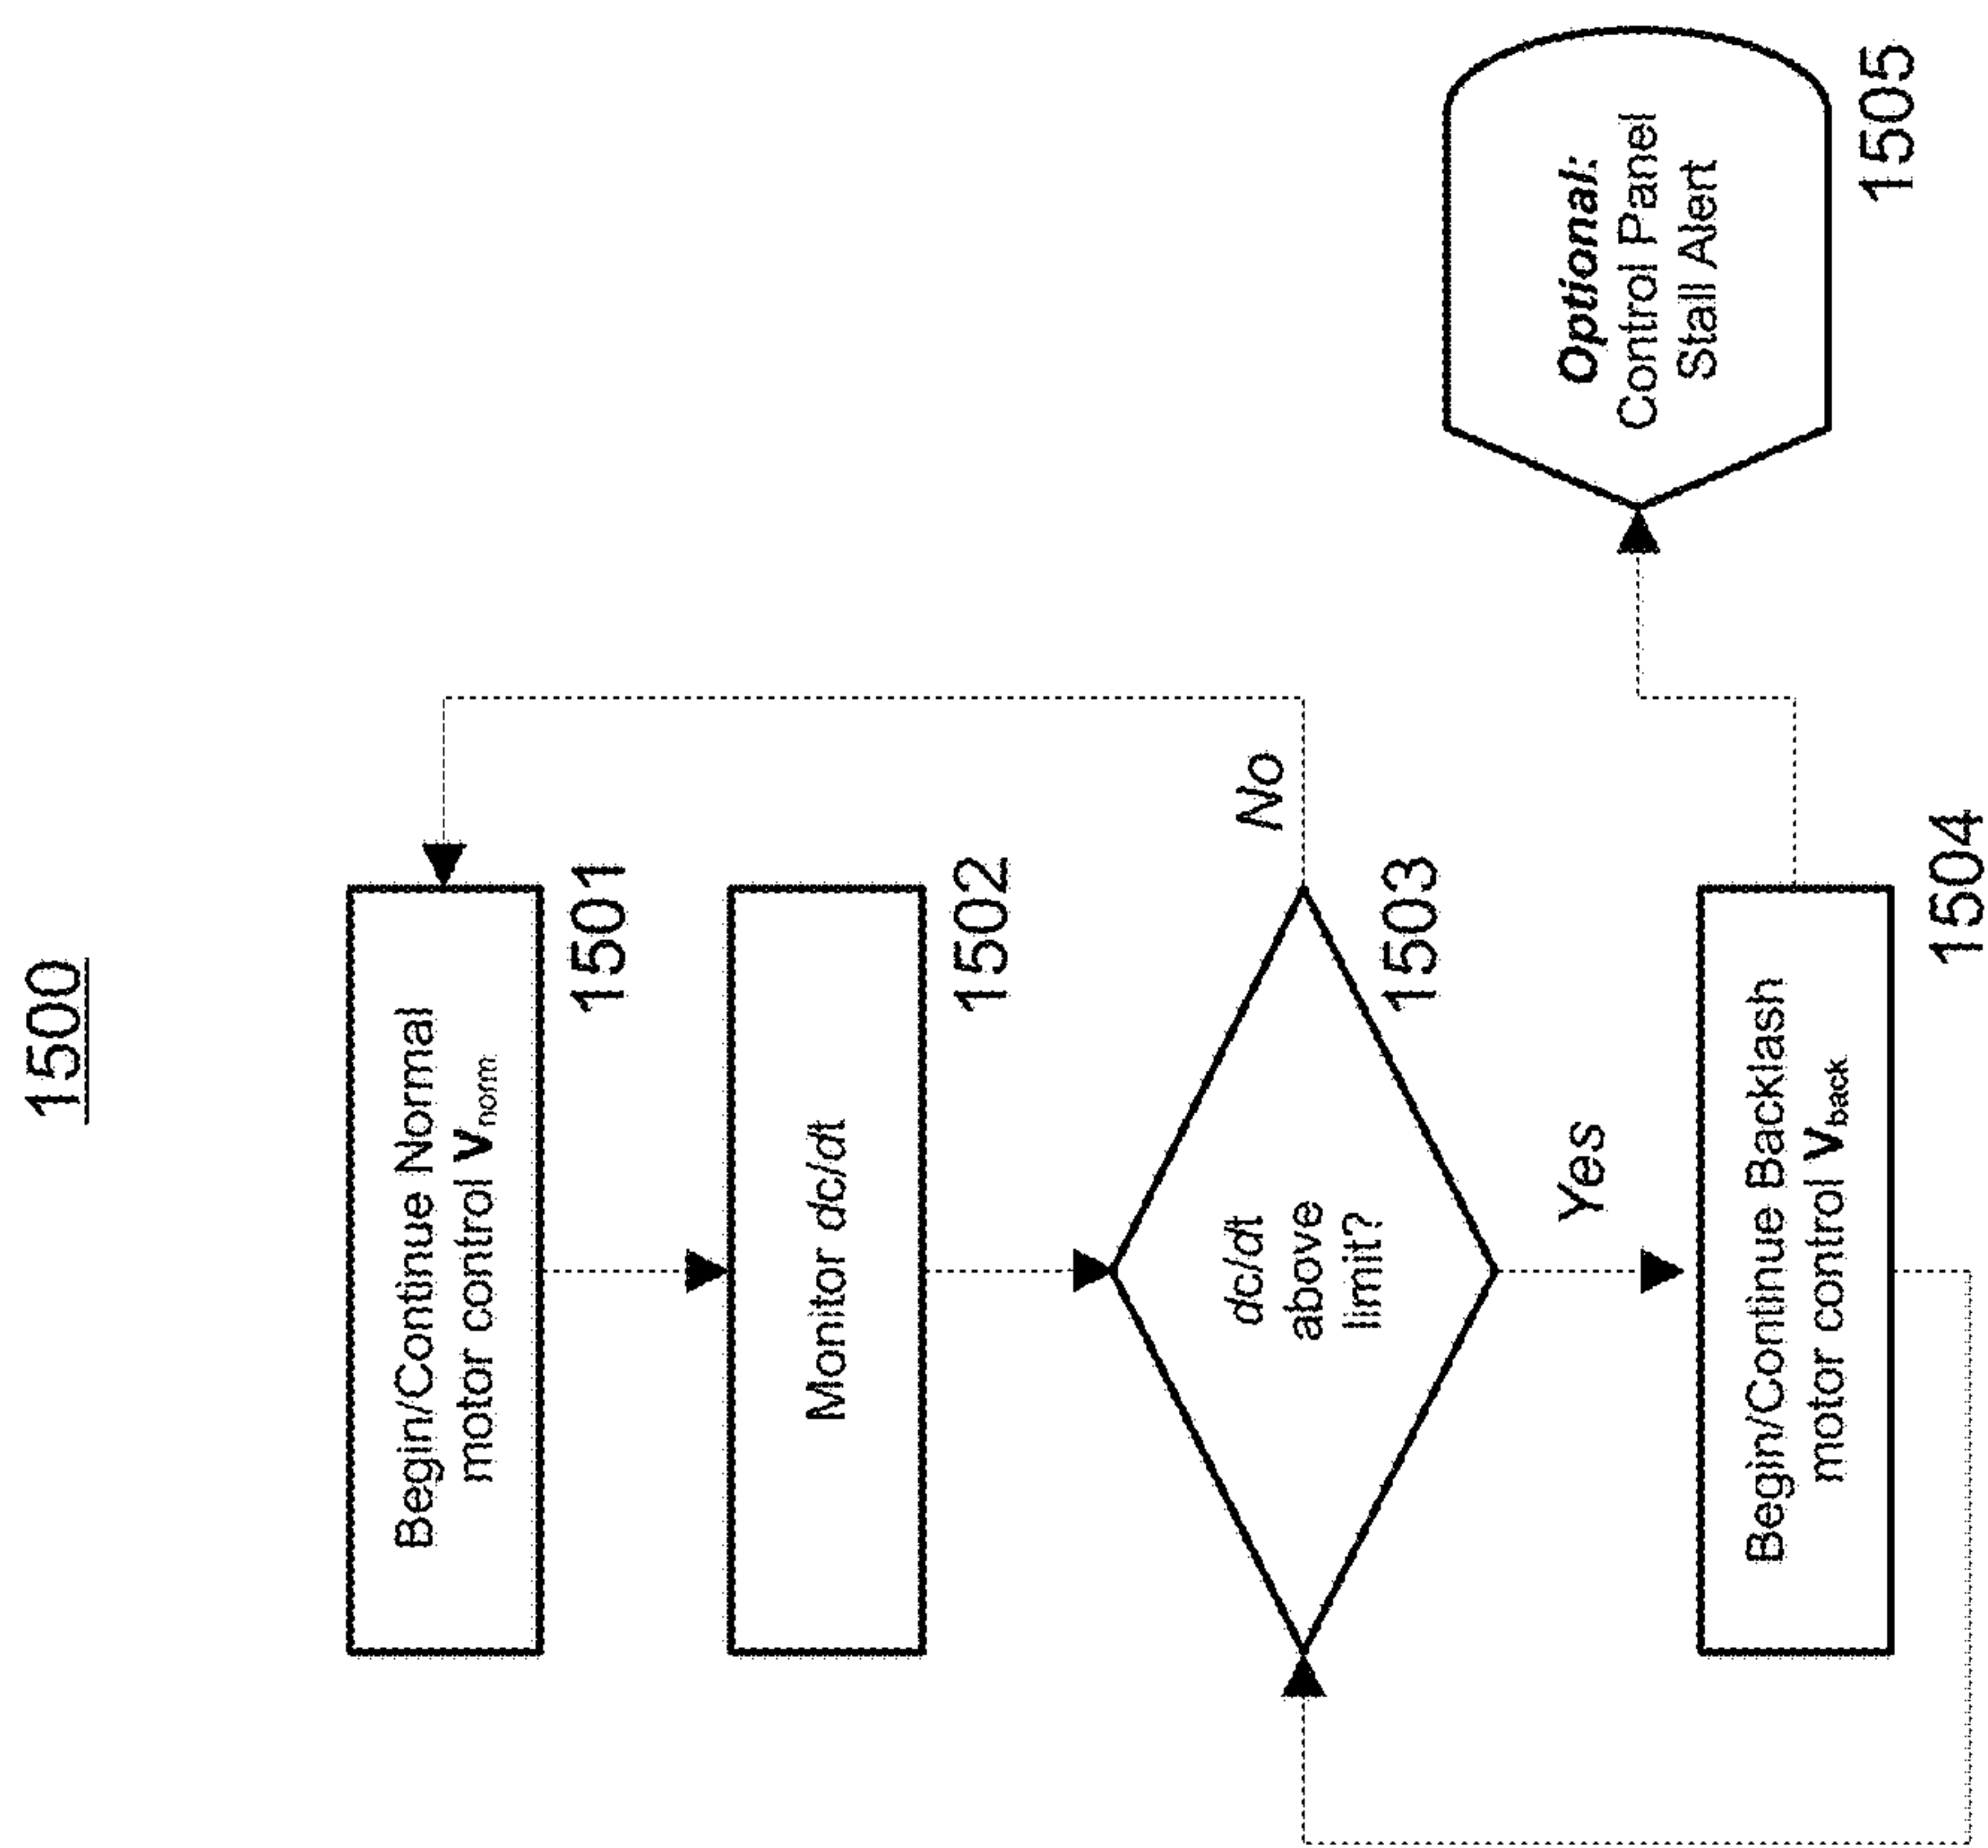 1500
Begin/Continue Normal
motor control Vnorm
1501
Monitor dc/dt
1502
dc/dt
above
limit?
1503
No
Yes
Begin/Continue Backlash
motor control Vback
1504
Optional:
Control Panel
Stall Alert
1505